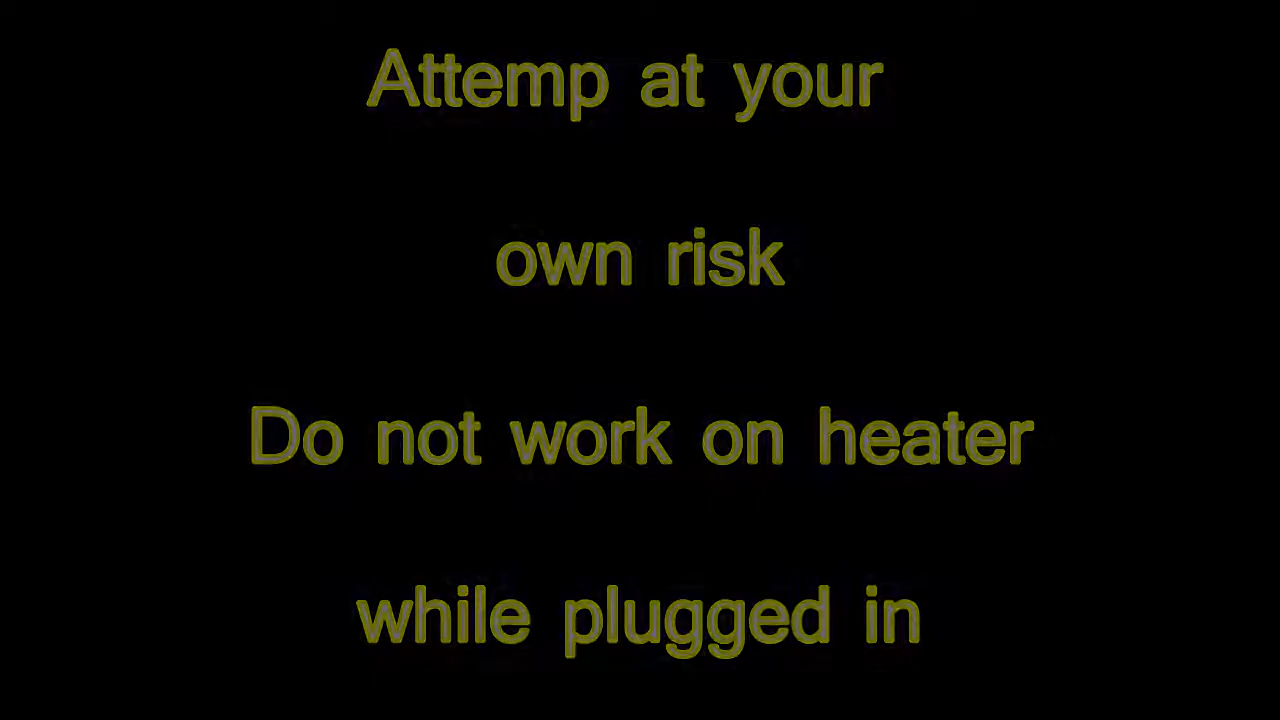 Attemp at your
own risk
Do not work on heater
while plugged in